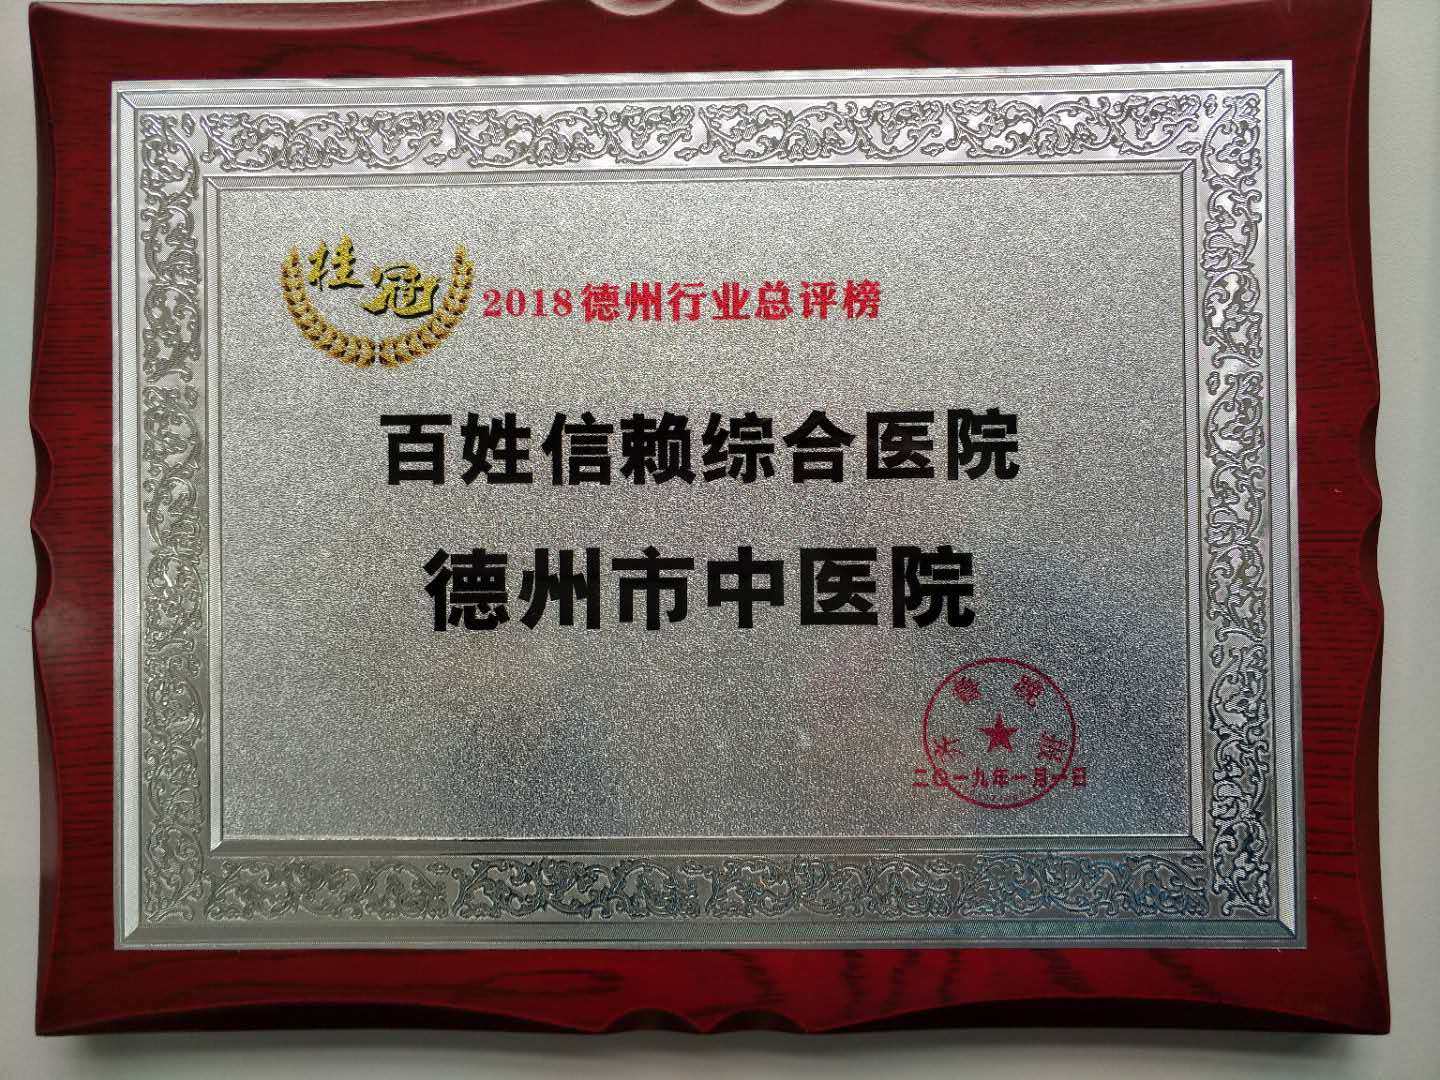 桂冠
2018德州行业总评榜
百姓信赖综合医院
德州市中医院
二〇一九年一月一日